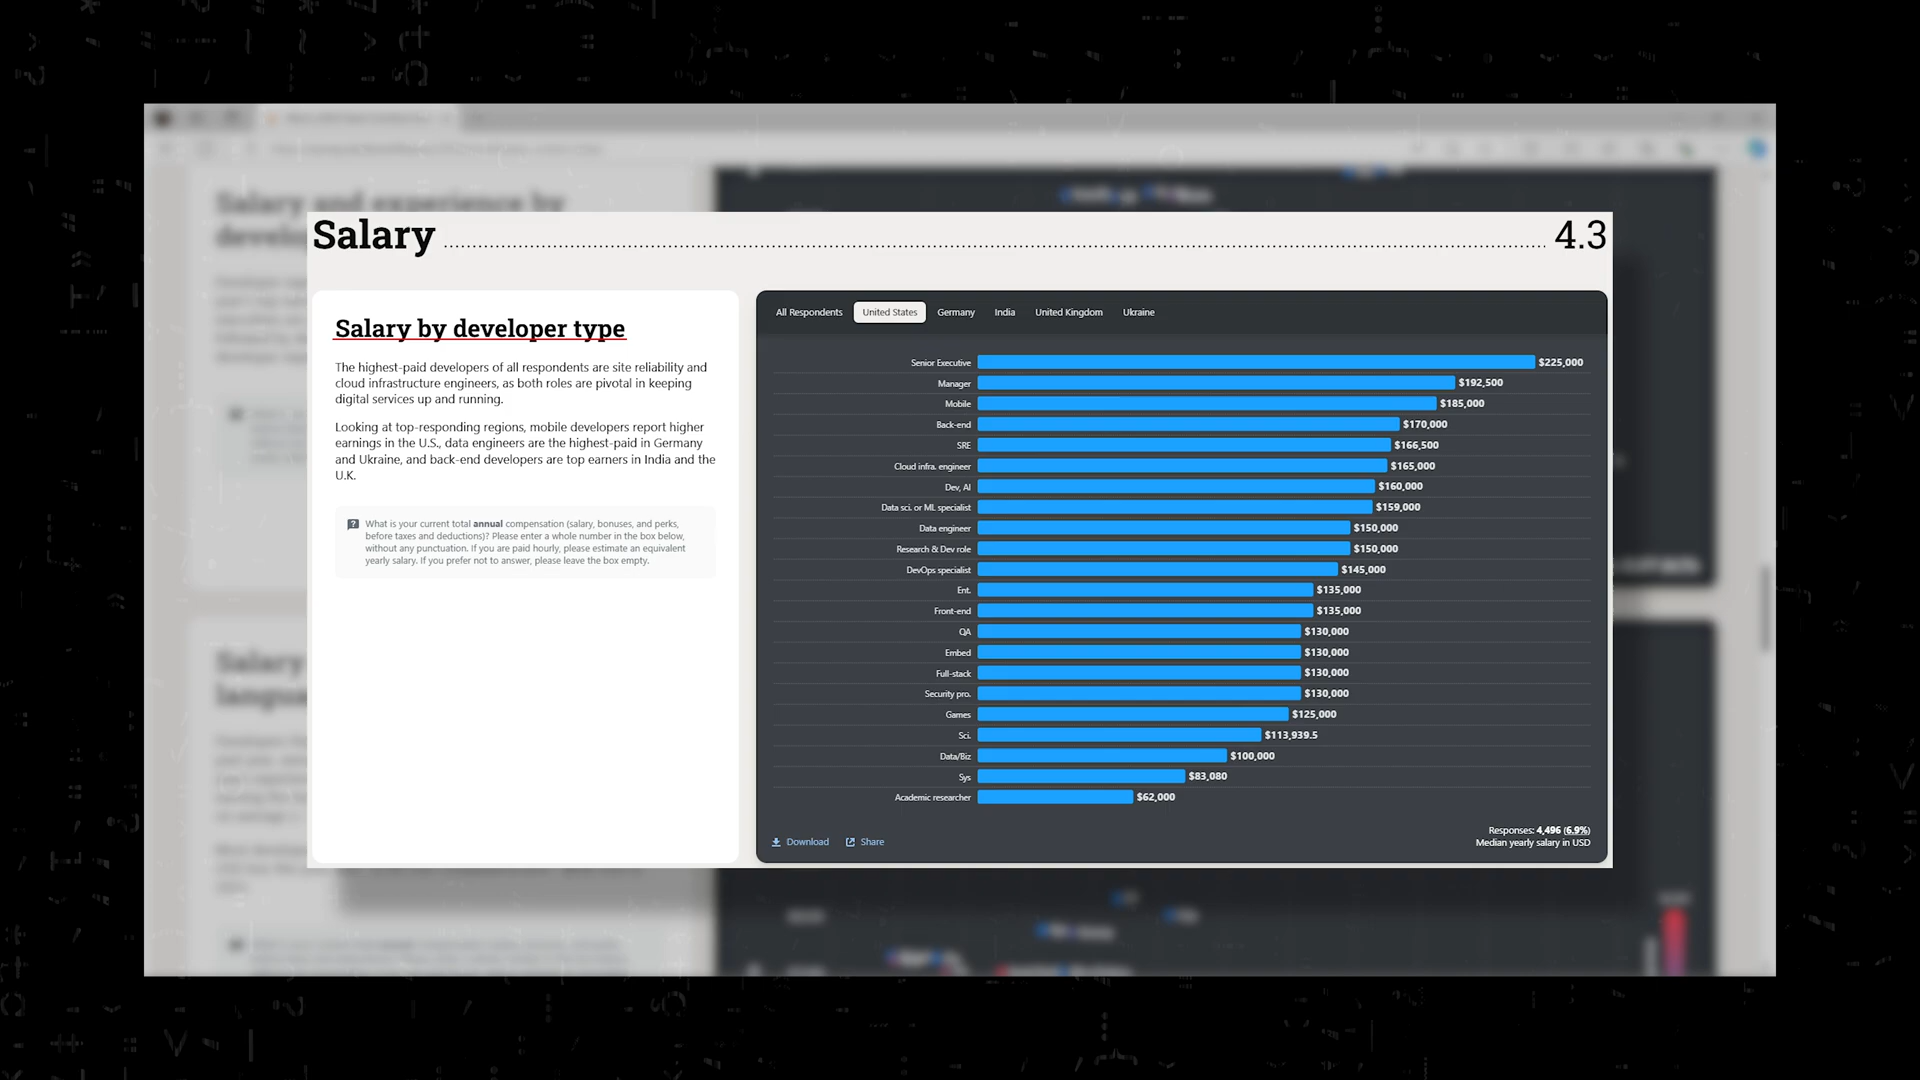 Salary and experience by
Salary 4.3
Salary by developer type
The highest-paid developers of all respondents are site reliability and
cloud infrastructure engineers, as both roles are pivotal in keeping
digital services up and running.
Looking at top-responding regions, mobile developers report higher
earnings in the U.S., data engineers are the highest-paid in Germany
and Ukraine, and back-end developers are top earners in India and the
U.K.
What is your current total annual compensation (salary, bonuses, and perks,
before taxes and deductions)? Please enter a whole number in the box below,
without any punctuation. If you are paid hourly, please estimate an equivalent
yearly salary. If you prefer not to answer, please leave the box empty.
All Respondents United States Germany India United Kingdom Ukraine
Senior Executive $225,000
Manager $192,500
Mobile $185,000
Back-end $170,000
SRE $166,500
Cloud infra. engineer $165,000
Dev, AI $160,000
Data sci. or ML specialist $159,000
Data engineer $150,000
Research & Dev role $150,000
DevOps specialist $145,000
Ent. $135,000
Front-end $135,000
QA $130,000
Embed $130,000
Full-stack $130,000
Security pro. $130,000
Games $125,000
Sci. $113,939.5
Data/Biz $100,000
Sys $83,080
Academic researcher $62,000
Download Share
Responses: 4,496 (6.9%)
Median yearly salary in USD
Salary